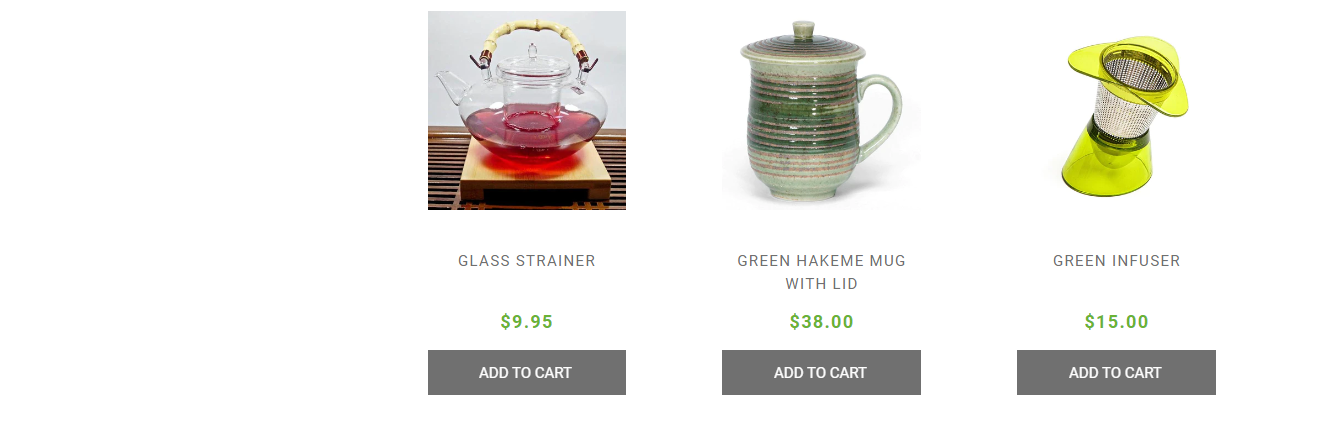 GLASS STRAINER
$9.95
ADD TO CART
GREEN HAKEME MUG
WITH LID
$38.00
ADD TO CART
GREEN INFUSER
$15.00
ADD TO CART